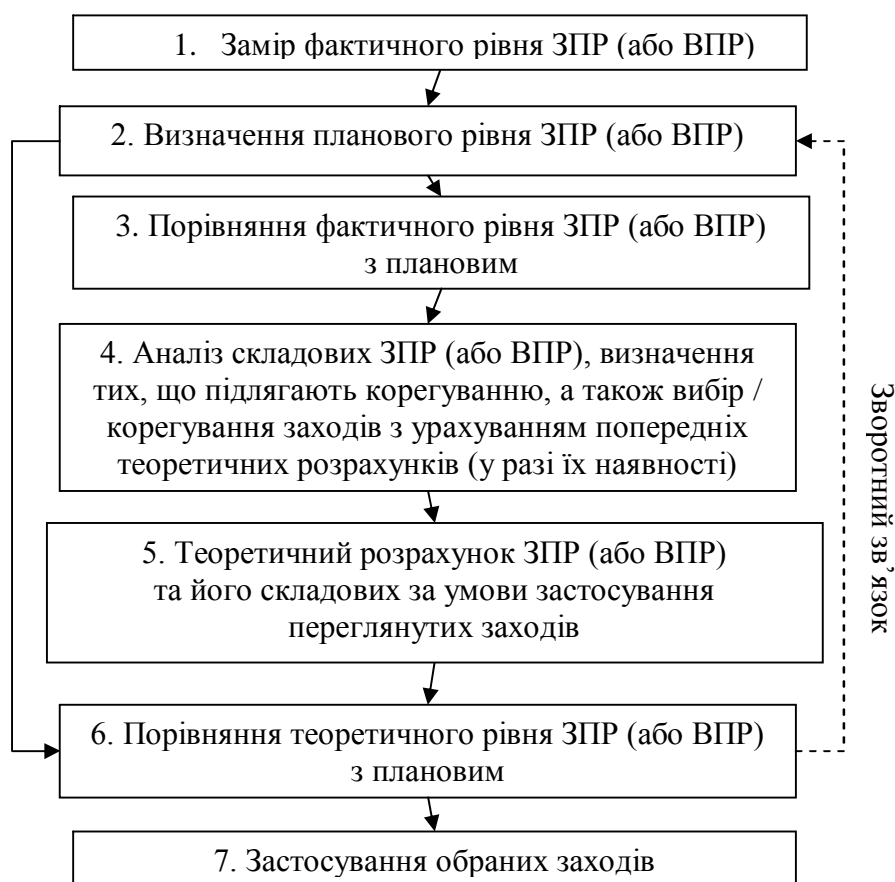 1. Замір фактичного рівня ЗПР (або ВПР)
2. Визначення планового рівня ЗПР (або ВПР)
3. Порівняння фактичного рівня ЗПР (або ВПР)
з плановим
4. Аналіз складових ЗПР (або ВПР), визначення
тих, що підлягають корегуванню, а також вибір /
корегування заходів з урахуванням попередніх
теоретичних розрахунків (у разі їх наявності)
5. Теоретичний розрахунок ЗПР (або ВПР)
та його складових за умови застосування
переглянутих заходів
6. Порівняння теоретичного рівня ЗПР (або ВПР)
з плановим
7. Застосування обраних заходів
Зворотний зв’язок